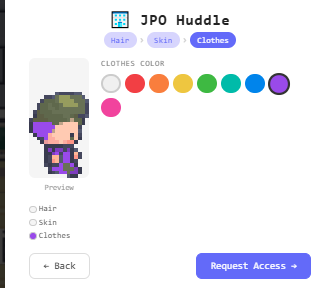 🏢 JPO Huddle
Hair › Skin › Clothes
CLOTHES COLOR
Preview
Hair
Skin
Clothes
← Back
Request Access →